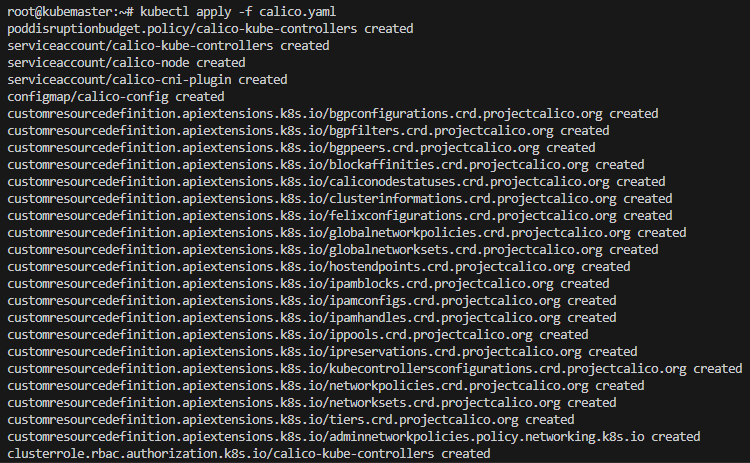 root@kubemaster:~# kubectl apply -f calico.yaml
poddisruptionbudget.policy/calico-kube-controllers created
serviceaccount/calico-kube-controllers created
serviceaccount/calico-node created
serviceaccount/calico-cni-plugin created
configmap/calico-config created
customresourcedefinition.apiextensions.k8s.io/bgpconfigurations.crd.projectcalico.org created
customresourcedefinition.apiextensions.k8s.io/bgpfilters.crd.projectcalico.org created
customresourcedefinition.apiextensions.k8s.io/bgppeers.crd.projectcalico.org created
customresourcedefinition.apiextensions.k8s.io/blockaffinities.crd.projectcalico.org created
customresourcedefinition.apiextensions.k8s.io/caliconodestatuses.crd.projectcalico.org created
customresourcedefinition.apiextensions.k8s.io/clusterinformations.crd.projectcalico.org created
customresourcedefinition.apiextensions.k8s.io/felixconfigurations.crd.projectcalico.org created
customresourcedefinition.apiextensions.k8s.io/globalnetworkpolicies.crd.projectcalico.org created
customresourcedefinition.apiextensions.k8s.io/globalnetworksets.crd.projectcalico.org created
customresourcedefinition.apiextensions.k8s.io/hostendpoints.crd.projectcalico.org created
customresourcedefinition.apiextensions.k8s.io/ipamblocks.crd.projectcalico.org created
customresourcedefinition.apiextensions.k8s.io/ipamconfigs.crd.projectcalico.org created
customresourcedefinition.apiextensions.k8s.io/ipamhandles.crd.projectcalico.org created
customresourcedefinition.apiextensions.k8s.io/ippools.crd.projectcalico.org created
customresourcedefinition.apiextensions.k8s.io/ipreservations.crd.projectcalico.org created
customresourcedefinition.apiextensions.k8s.io/kubecontrollersconfigurations.crd.projectcalico.org created
customresourcedefinition.apiextensions.k8s.io/networkpolicies.crd.projectcalico.org created
customresourcedefinition.apiextensions.k8s.io/networksets.crd.projectcalico.org created
customresourcedefinition.apiextensions.k8s.io/tiers.crd.projectcalico.org created
customresourcedefinition.apiextensions.k8s.io/adminnetworkpolicies.policy.networking.k8s.io created
clusterrole.rbac.authorization.k8s.io/calico-kube-controllers created